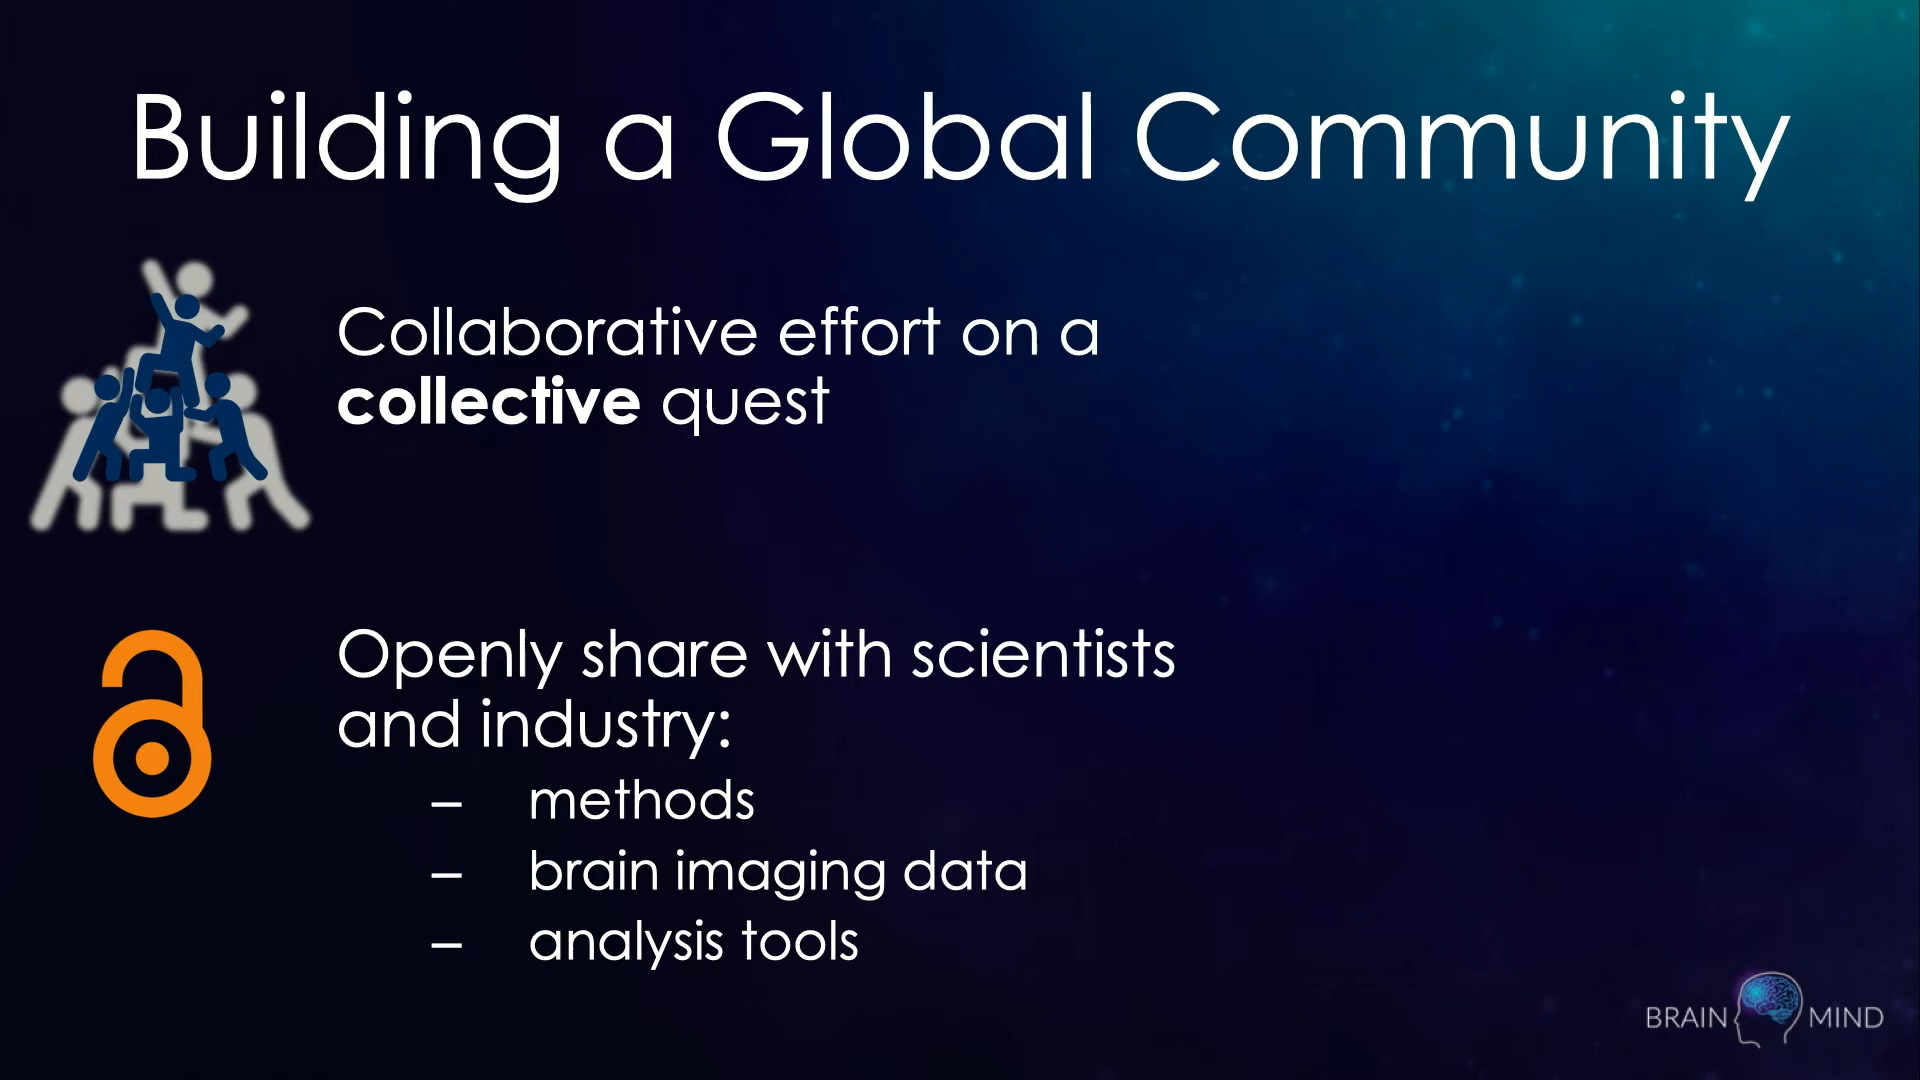 Building a Global Community
Collaborative effort on a
collective quest
Openly share with scientists
and industry:
– methods
– brain imaging data
– analysis tools
BRAIN MIND